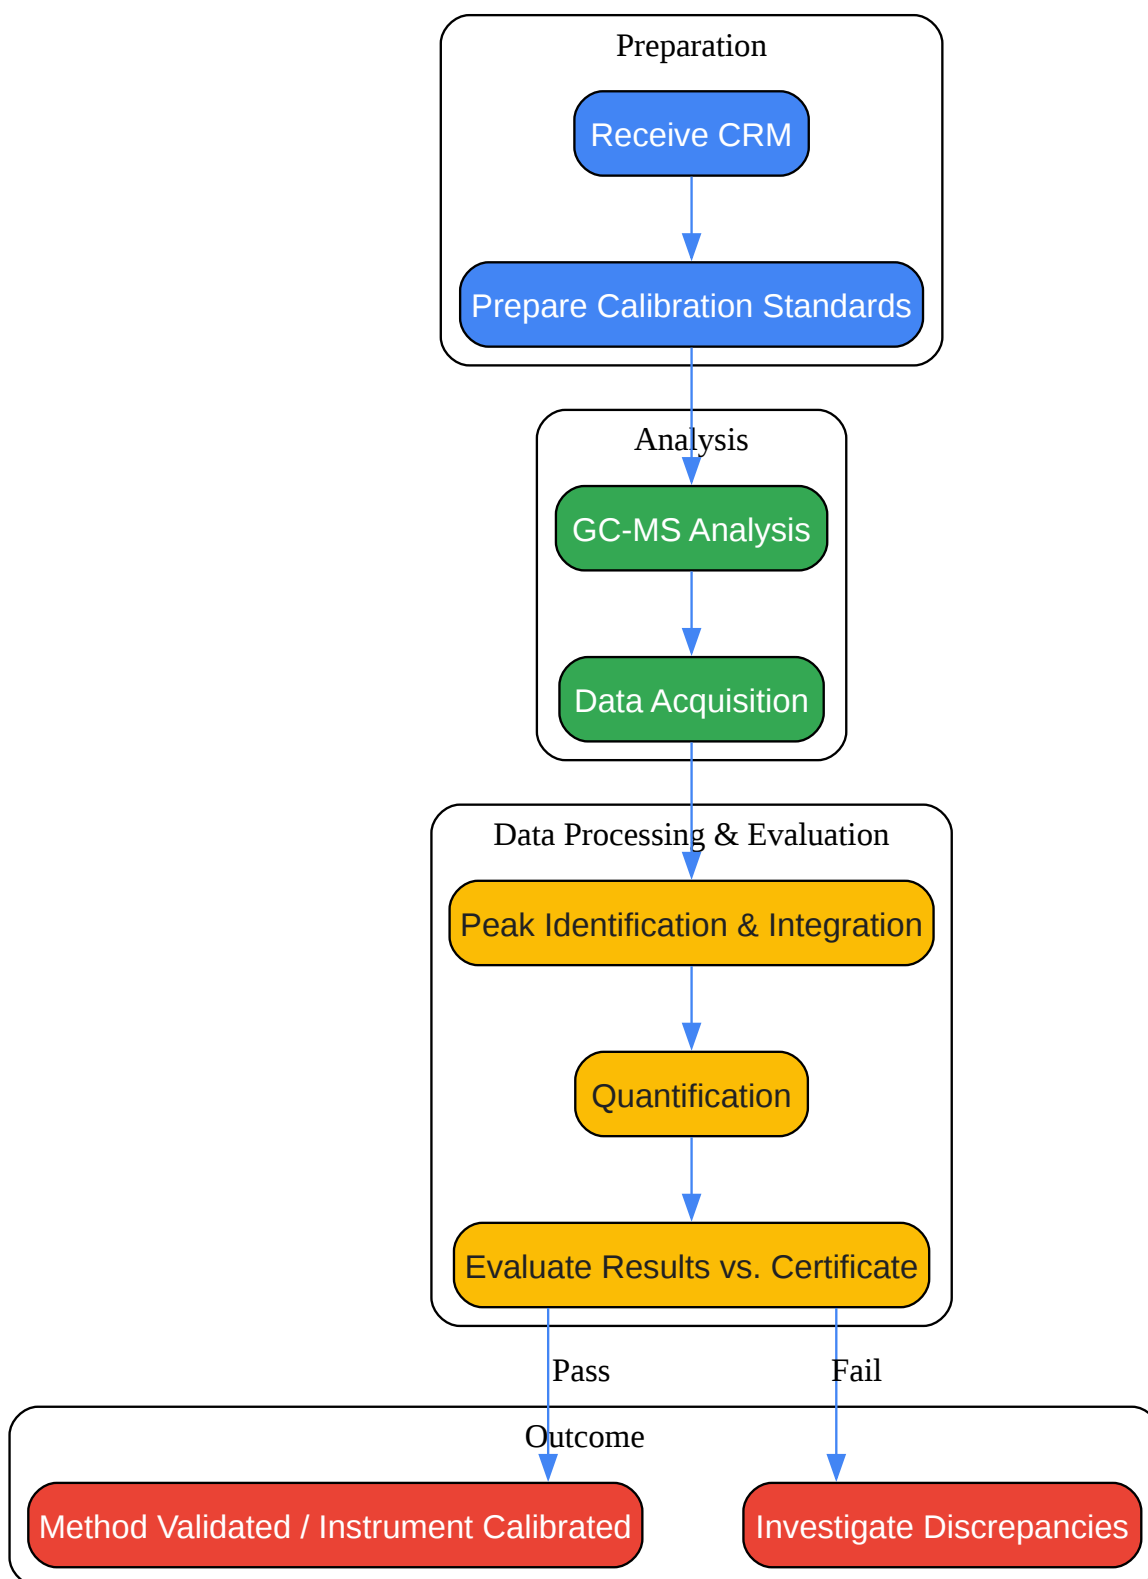 Preparation
Receive CRM
Prepare Calibration Standards
Analysis
GC-MS Analysis
Data Acquisition
Data Processing & Evaluation
Peak Identification & Integration
Quantification
Evaluate Results vs. Certificate
Pass
Fail
Outcome
Method Validated / Instrument Calibrated
Investigate Discrepancies